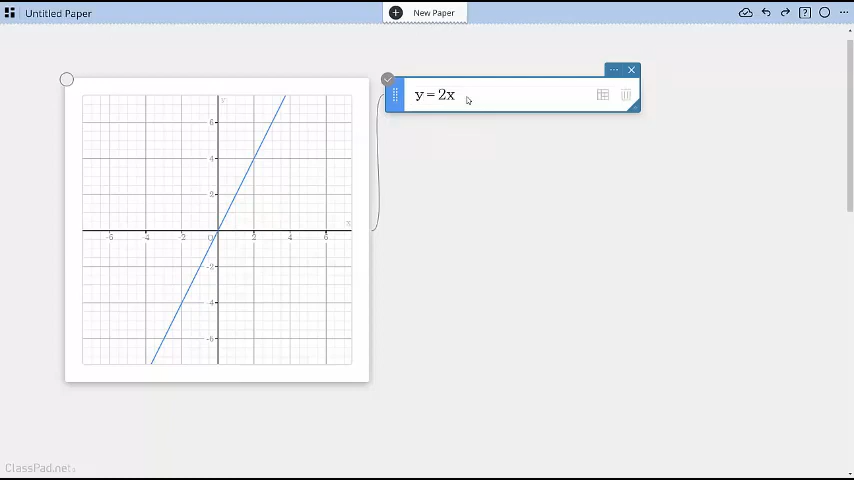 Untitled Paper
New Paper
?
y = 2x
y
6
4
2
x
-6 -4 -2 O 2 4 6
-2
-4
-6
ClassPad.net